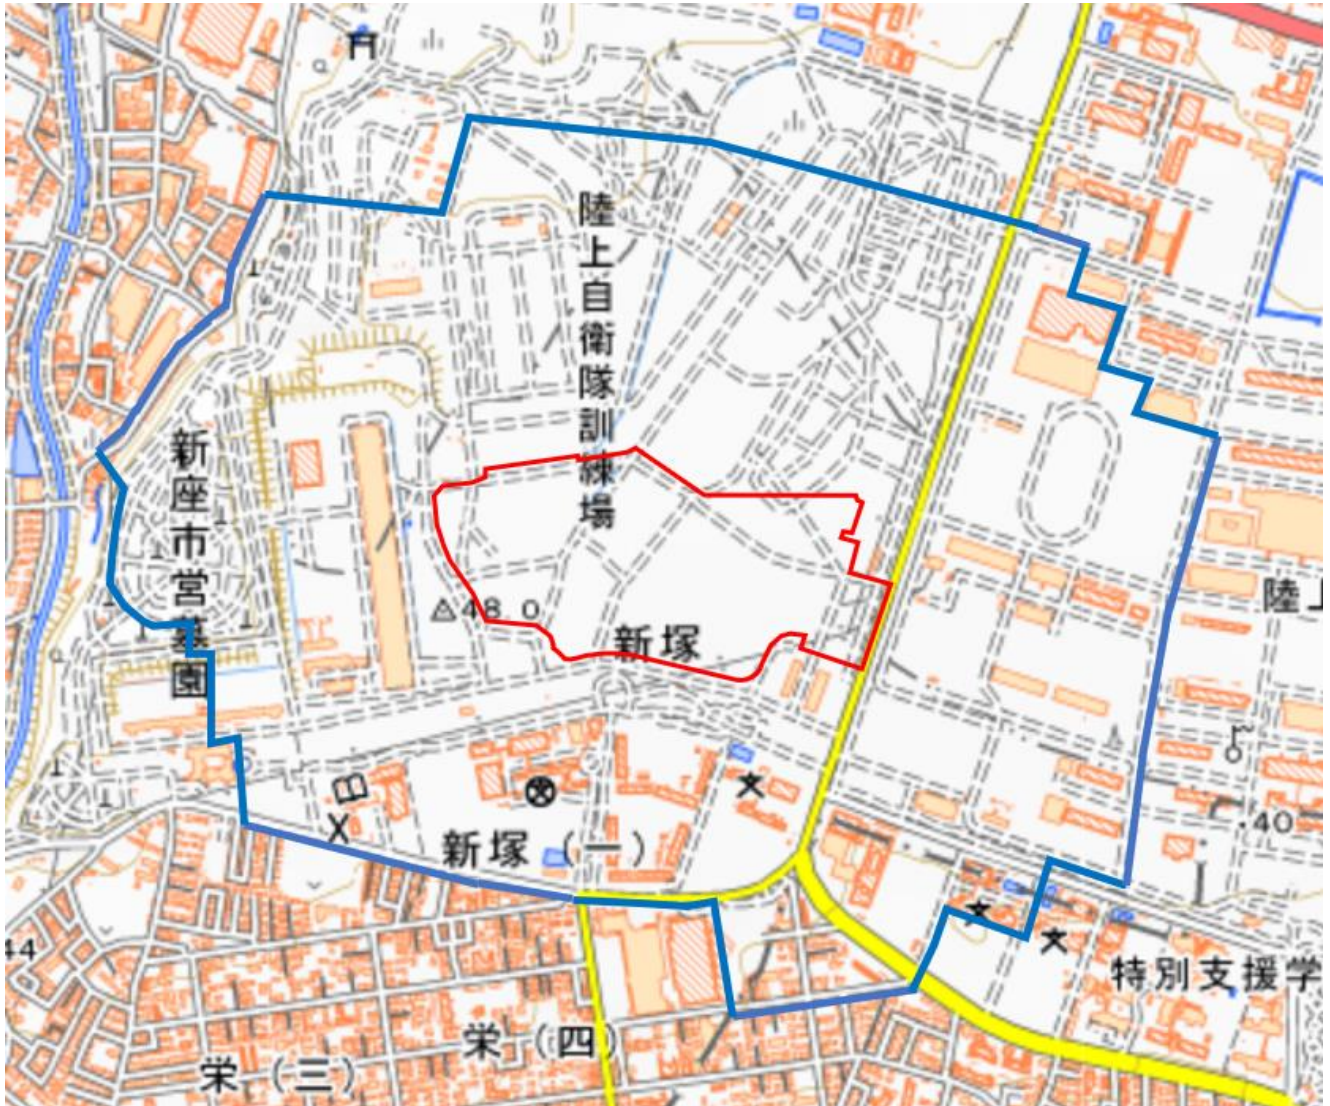 陸上自衛隊訓練場
新座市営墓園
48.0
新塚
陸上
新塚(一)
.40
44
特別支援学
栄(四)
栄(三)